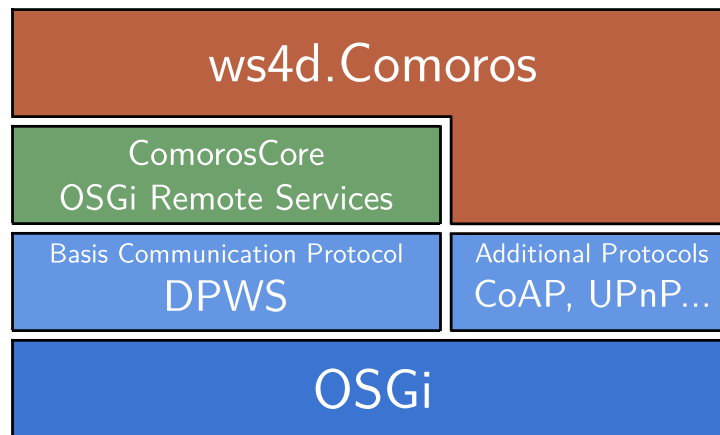 ws4d.Comoros
ComorosCore
OSGi Remote Services
Basis Communication Protocol
DPWS
Additional Protocols
CoAP, UPnP...
OSGi